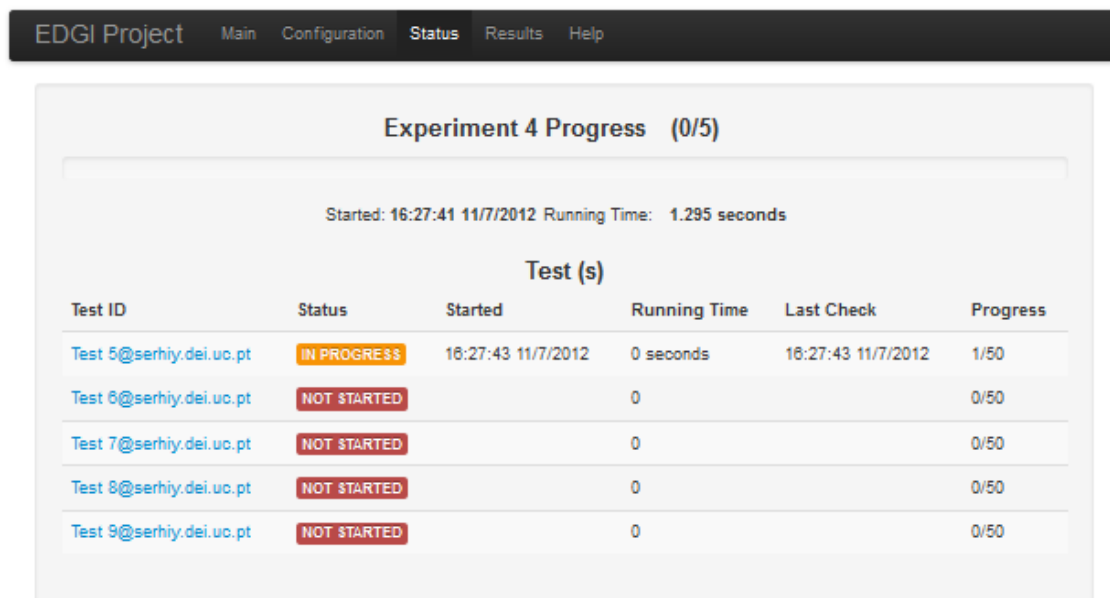 EDGI Project Main Configuration Status Results Help
Experiment 4 Progress (0/5)
Started: 16:27:41 11/7/2012 Running Time: 1.295 seconds
Test (s)
Test ID Status Started Running Time Last Check Progress
Test 5@serhiy.dei.uc.pt IN PROGRESS 16:27:43 11/7/2012 0 seconds 16:27:43 11/7/2012 1/50
Test 6@serhiy.dei.uc.pt NOT STARTED 0 0/50
Test 7@serhiy.dei.uc.pt NOT STARTED 0 0/50
Test 8@serhiy.dei.uc.pt NOT STARTED 0 0/50
Test 9@serhiy.dei.uc.pt NOT STARTED 0 0/50